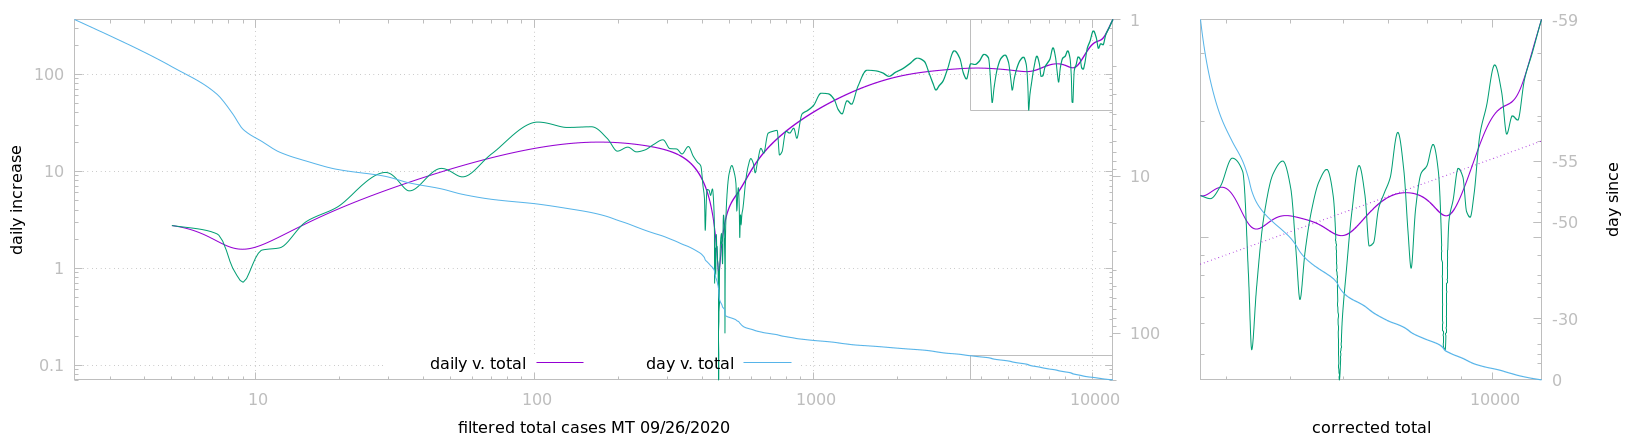 daily increase
100
10
1
0.1
daily v. total
day v. total
10
100
1000
10000
filtered total cases MT 09/26/2020
1
10
100
-59
-55
-50
-30
0
day since
10000
corrected total